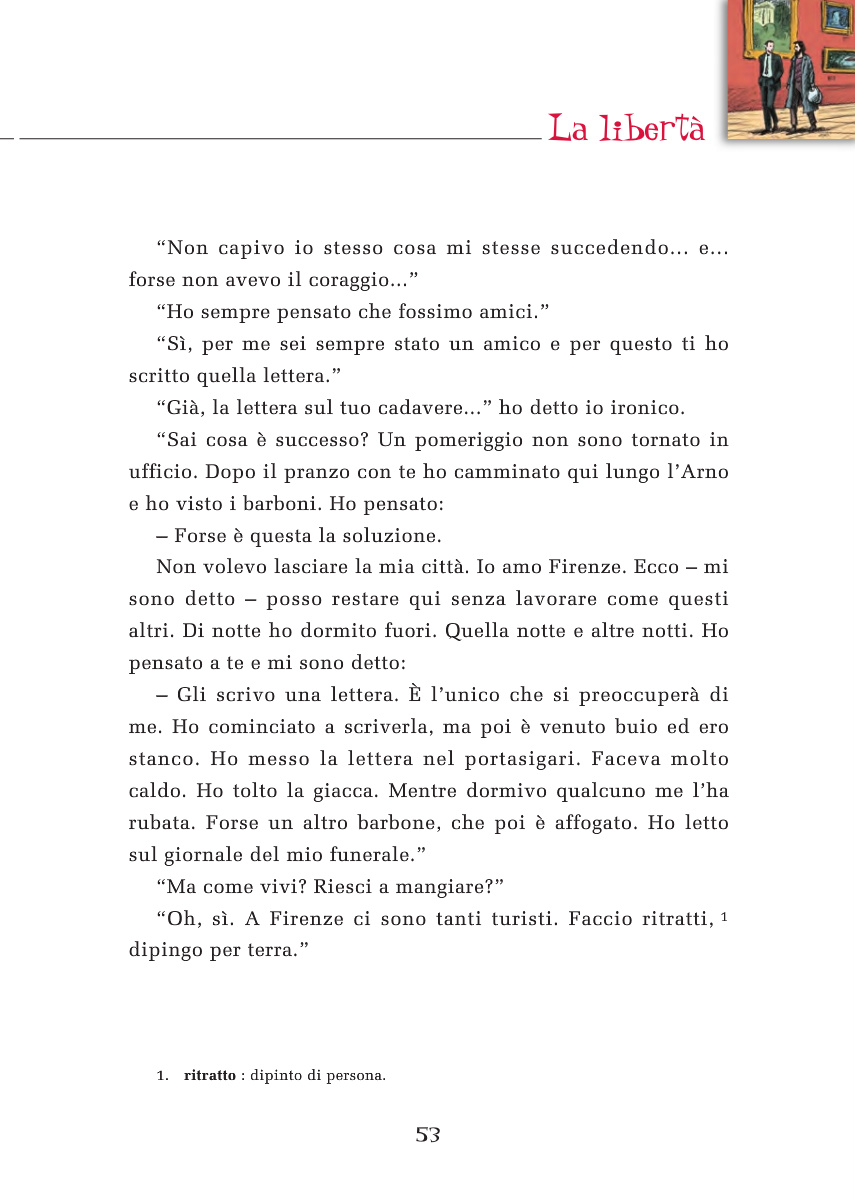 La libertà
“Non capivo io stesso cosa mi stesse succedendo... e...
forse non avevo il coraggio...”
“Ho sempre pensato che fossimo amici.”
“Sì, per me sei sempre stato un amico e per questo ti ho
scritto quella lettera.”
“Già, la lettera sul tuo cadavere...” ho detto io ironico.
“Sai cosa è successo? Un pomeriggio non sono tornato in
ufficio. Dopo il pranzo con te ho camminato qui lungo l’Arno
e ho visto i barboni. Ho pensato:
– Forse è questa la soluzione.
Non volevo lasciare la mia città. Io amo Firenze. Ecco – mi
sono detto – posso restare qui senza lavorare come questi
altri. Di notte ho dormito fuori. Quella notte e altre notti. Ho
pensato a te e mi sono detto:
– Gli scrivo una lettera. È l’unico che si preoccuperà di
me. Ho cominciato a scriverla, ma poi è venuto buio ed ero
stanco. Ho messo la lettera nel portasigari. Faceva molto
caldo. Ho tolto la giacca. Mentre dormivo qualcuno me l’ha
rubata. Forse un altro barbone, che poi è affogato. Ho letto
sul giornale del mio funerale.”
“Ma come vivi? Riesci a mangiare?”
“Oh, sì. A Firenze ci sono tanti turisti. Faccio ritratti, 1
dipingo per terra.”
1. ritratto : dipinto di persona.
53